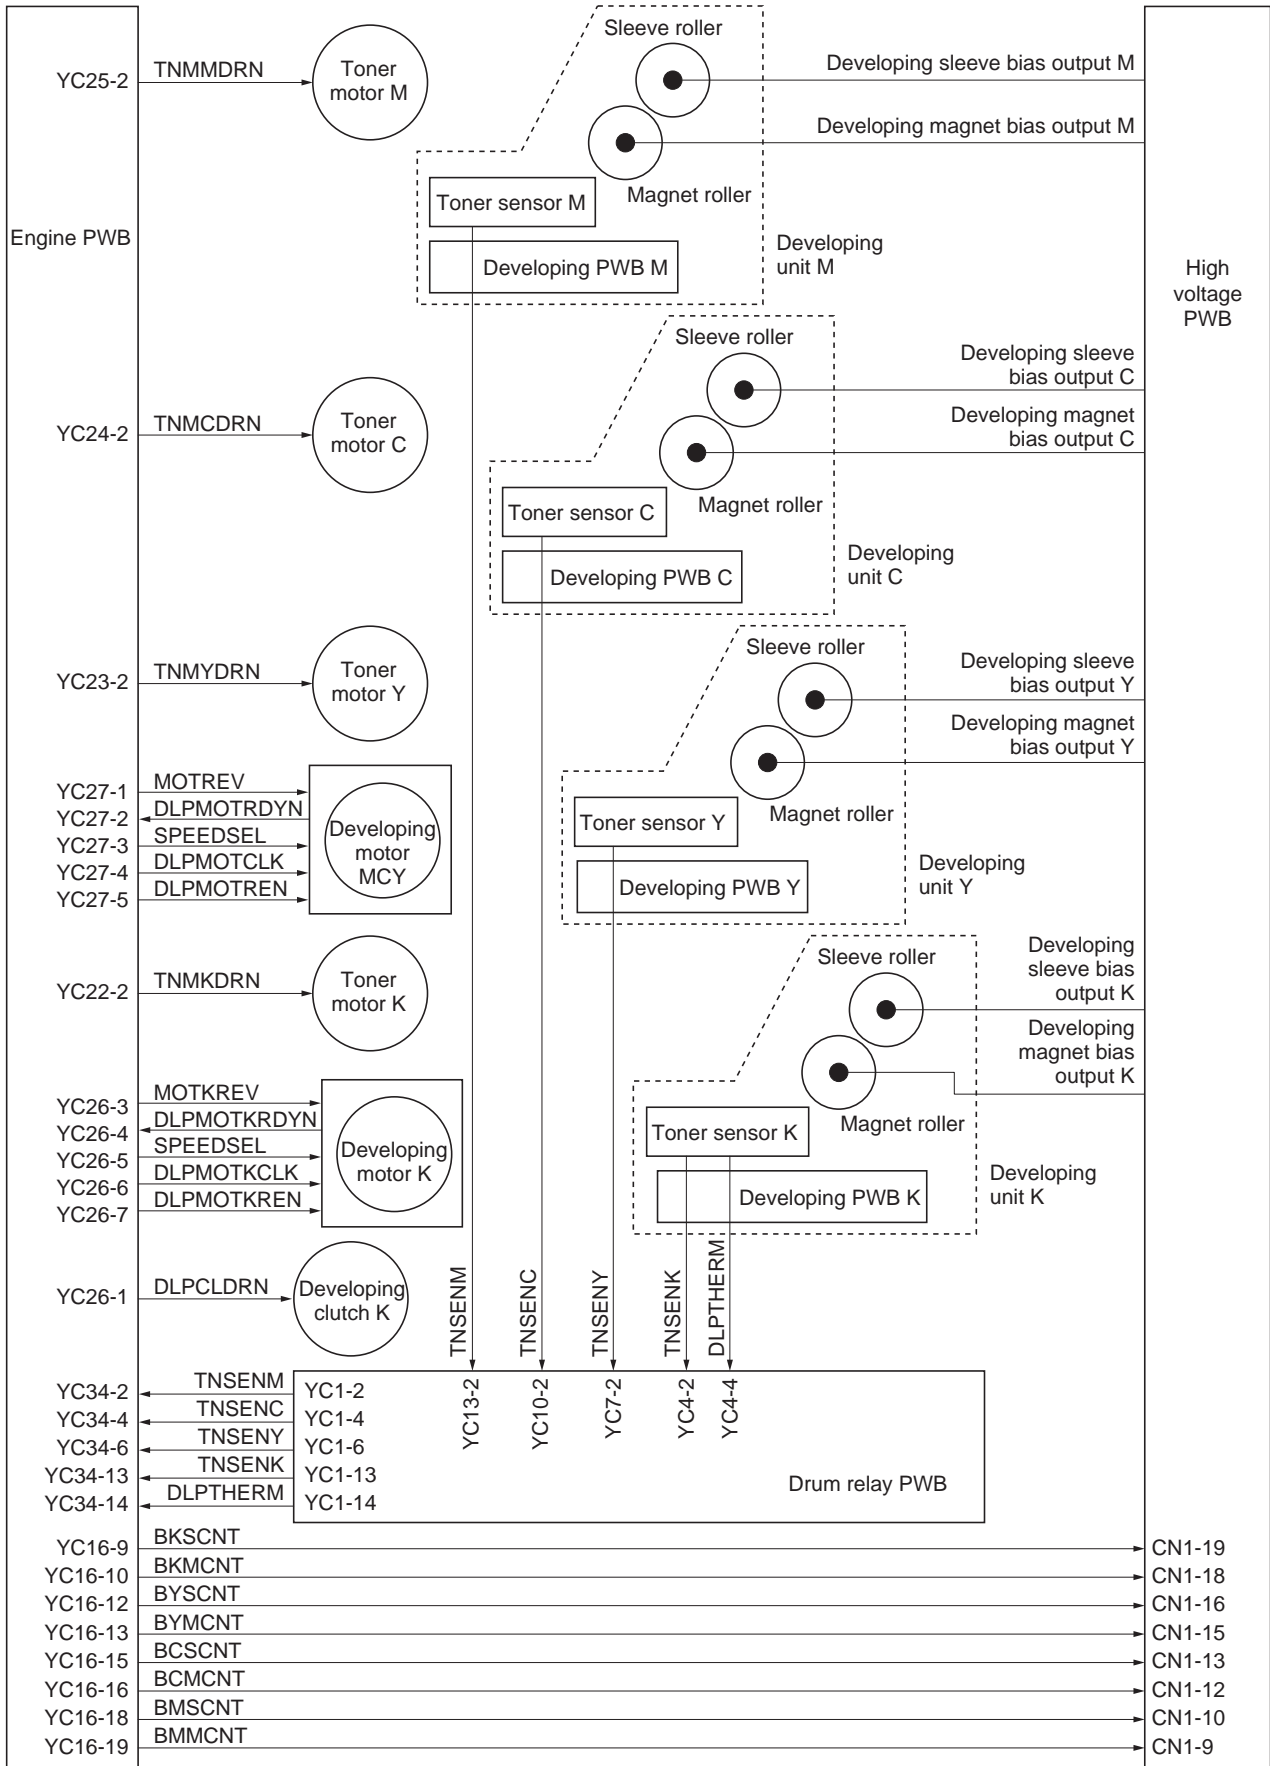 Sleeve roller
YC25-2
TNMMDRN
Toner
motor M
Developing sleeve bias output M
Developing magnet bias output M
Magnet roller
Toner sensor M
Developing PWB M
Developing
unit M
Engine PWB
High
voltage
PWB
Sleeve roller
YC24-2
TNMCDRN
Toner
motor C
Developing sleeve
bias output C
Developing magnet
bias output C
Magnet roller
Toner sensor C
Developing PWB C
Developing
unit C
Sleeve roller
YC23-2
TNMYDRN
Toner
motor Y
Developing sleeve
bias output Y
Developing magnet
bias output Y
Magnet roller
Toner sensor Y
Developing PWB Y
Developing
unit Y
YC27-1
MOTREV
YC27-2
DLPMOTRDYN
YC27-3
SPEEDSEL
YC27-4
DLPMOTCLK
YC27-5
DLPMOTREN
Developing
motor
MCY
Sleeve roller
YC22-2
TNMKDRN
Toner
motor K
Developing
sleeve bias
output K
Developing
magnet bias
output K
Magnet roller
Toner sensor K
Developing PWB K
Developing
unit K
YC26-3
MOTKREV
YC26-4
DLPMOTKRDYN
YC26-5
SPEEDSEL
YC26-6
DLPMOTKCLK
YC26-7
DLPMOTKREN
Developing
motor K
YC26-1
DLPCLDRN
Developing
clutch K
TNSENM
TNSENC
TNSENY
TNSENK
DLPTHERM
YC13-2
YC10-2
YC7-2
YC4-2
YC4-4
YC34-2
TNSENM
YC1-2
YC34-4
TNSENC
YC1-4
YC34-6
TNSENY
YC1-6
YC34-13
TNSENK
YC1-13
YC34-14
DLPTHERM
YC1-14
Drum relay PWB
YC16-9
BKSCNT
CN1-19
YC16-10
BKMCNT
CN1-18
YC16-12
BYSCNT
CN1-16
YC16-13
BYMCNT
CN1-15
YC16-15
BCSCNT
CN1-13
YC16-16
BCMCNT
CN1-12
YC16-18
BMSCNT
CN1-10
YC16-19
BMMCNT
CN1-9